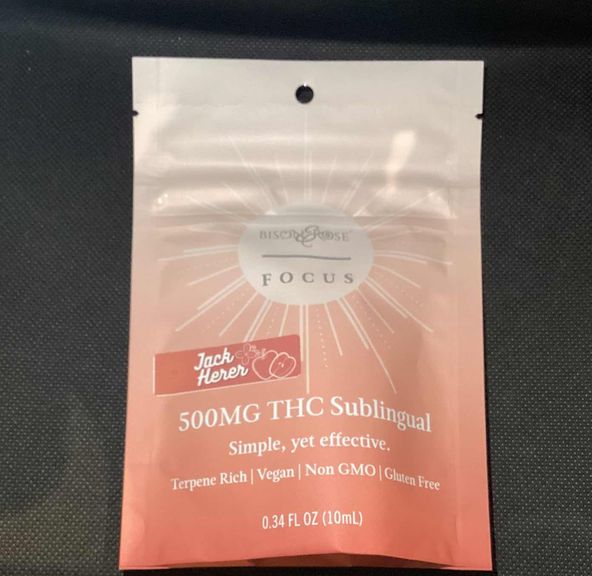 BISON & ROSE
FOCUS
Jack
Herer
500MG THC Sublingual
Simple, yet effective.
Terpene Rich | Vegan | Non GMO | Gluten Free
0.34 FL OZ (10mL)